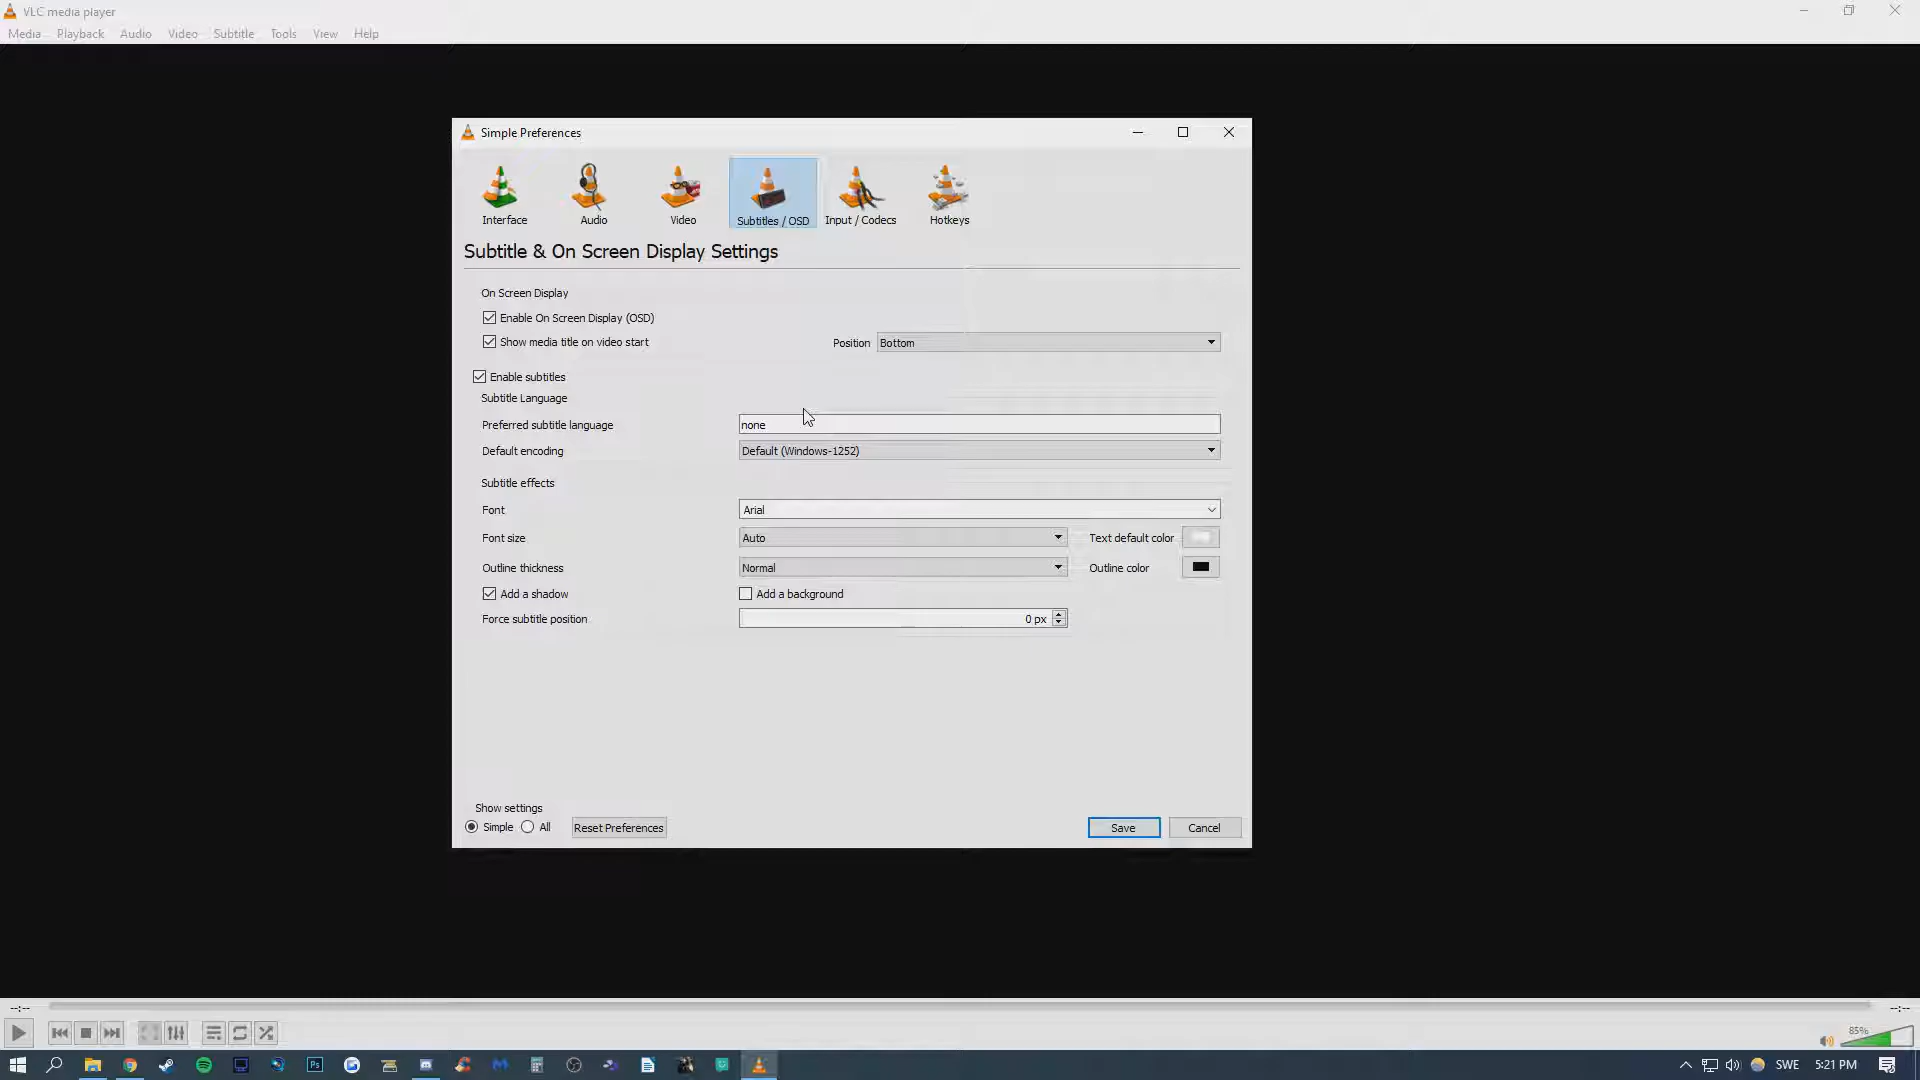 VLC media player
Media Playback Audio Video Subtitle Tools View Help
Simple Preferences
Interface Audio Video Subtitles / OSD Input / Codecs Hotkeys
Subtitle & On Screen Display Settings
On Screen Display
Enable On Screen Display (OSD)
Show media title on video start Position Bottom
Enable subtitles
Subtitle Language
Preferred subtitle language none
Default encoding Default (Windows-1252)
Subtitle effects
Font Arial
Font size Auto Text default color
Outline thickness Normal Outline color
Add a shadow Add a background
Force subtitle position 0 px
Show settings
Simple All Reset Preferences Save Cancel
--:-- --:--
85%
Ps SWE 5:21 PM